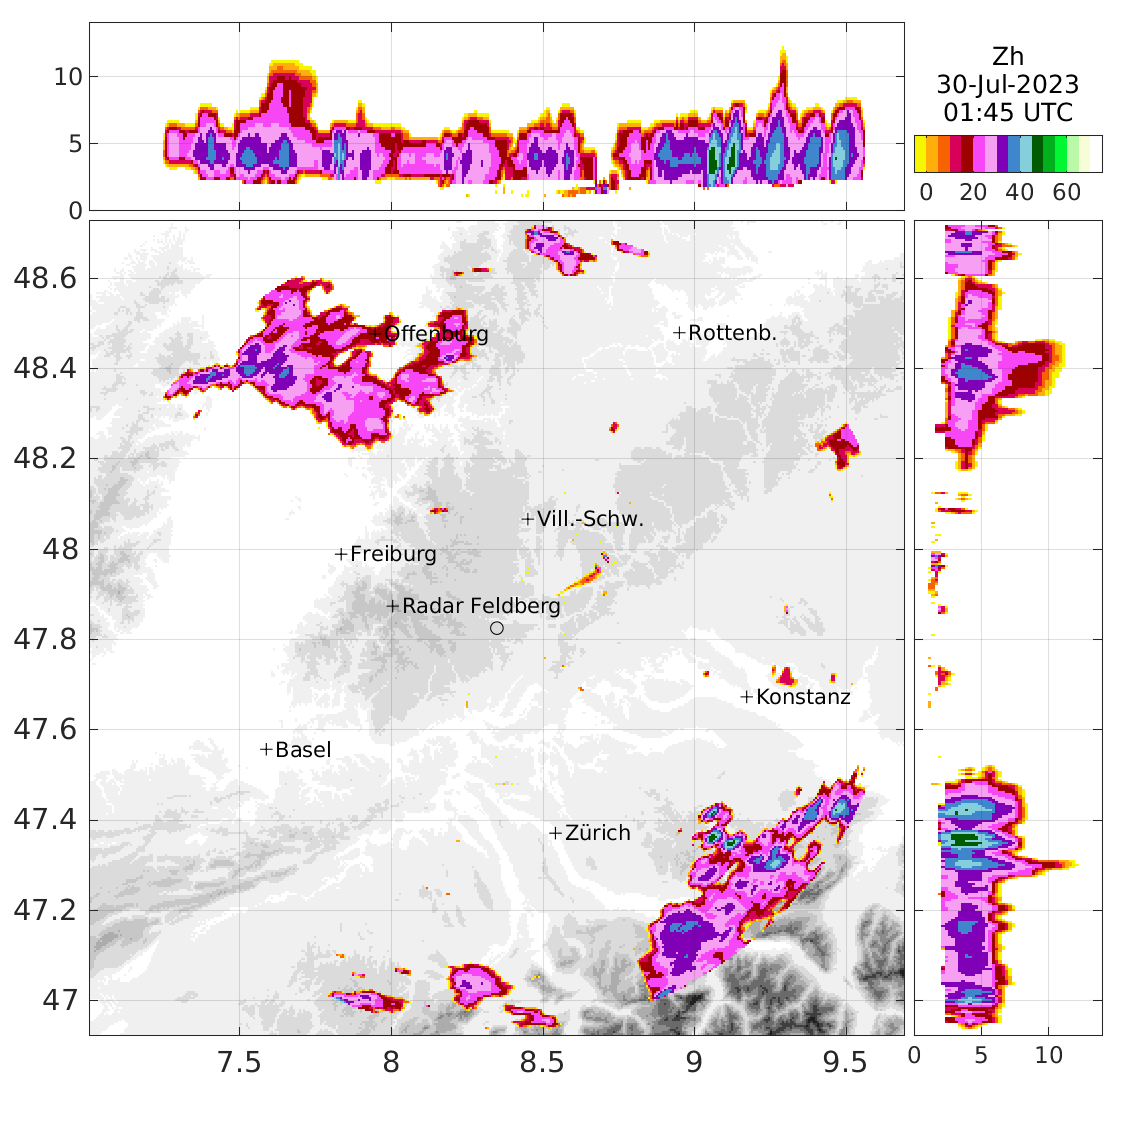 10
5
0
Zh
30-Jul-2023
01:45 UTC
0 20 40 60
48.6
48.4
48.2
48
47.8
47.6
47.4
47.2
47
Offenburg
Rottenb.
Vill.-Schw.
Freiburg
Radar Feldberg
Konstanz
Basel
Zürich
7.5 8 8.5 9 9.5
0 5 10